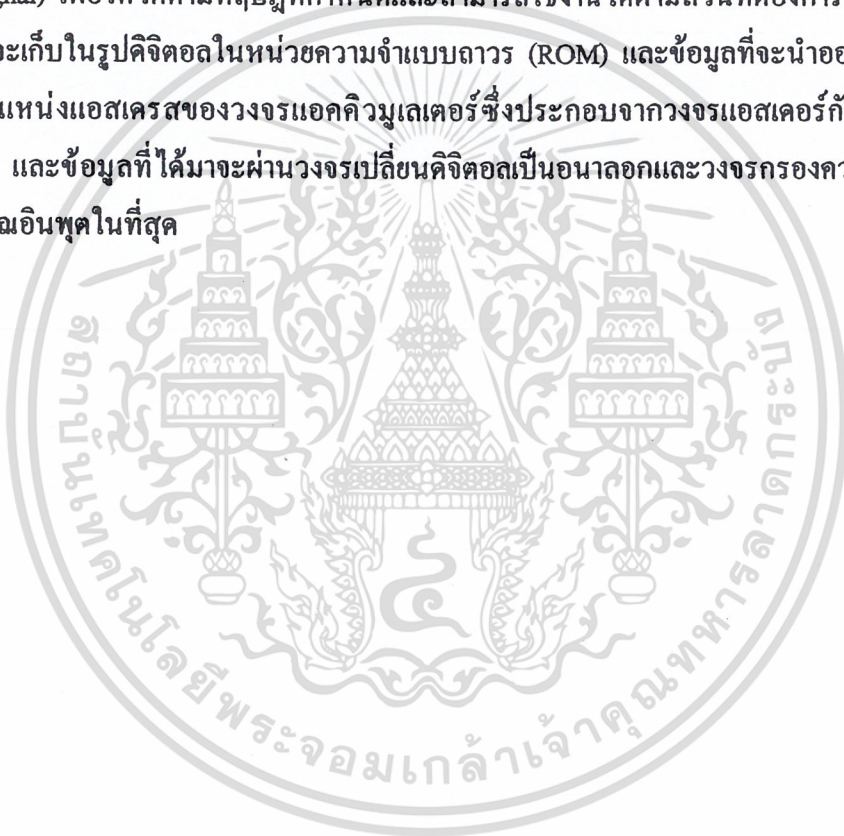 เก็บในรูปดิจิตอลในหน่วยความจำแบบถาวร (ROM) และข้อมูลที่จะนำออ
แหน่งแอสเดรสของวงจรแอคคิวมูเลเตอร์ซึ่งประกอบจากวงจรแอสเดอร์กั
และข้อมูลที่ได้มาจะผ่านวงจรเปลี่ยนดิจิตอลเป็นอนาลอกและวงจรกรองคว
ณอินพุตในที่สุด
สถาบันเทคโนโลยีพระจอมเกล้าเจ้าคุณทหารลาดกระบัง